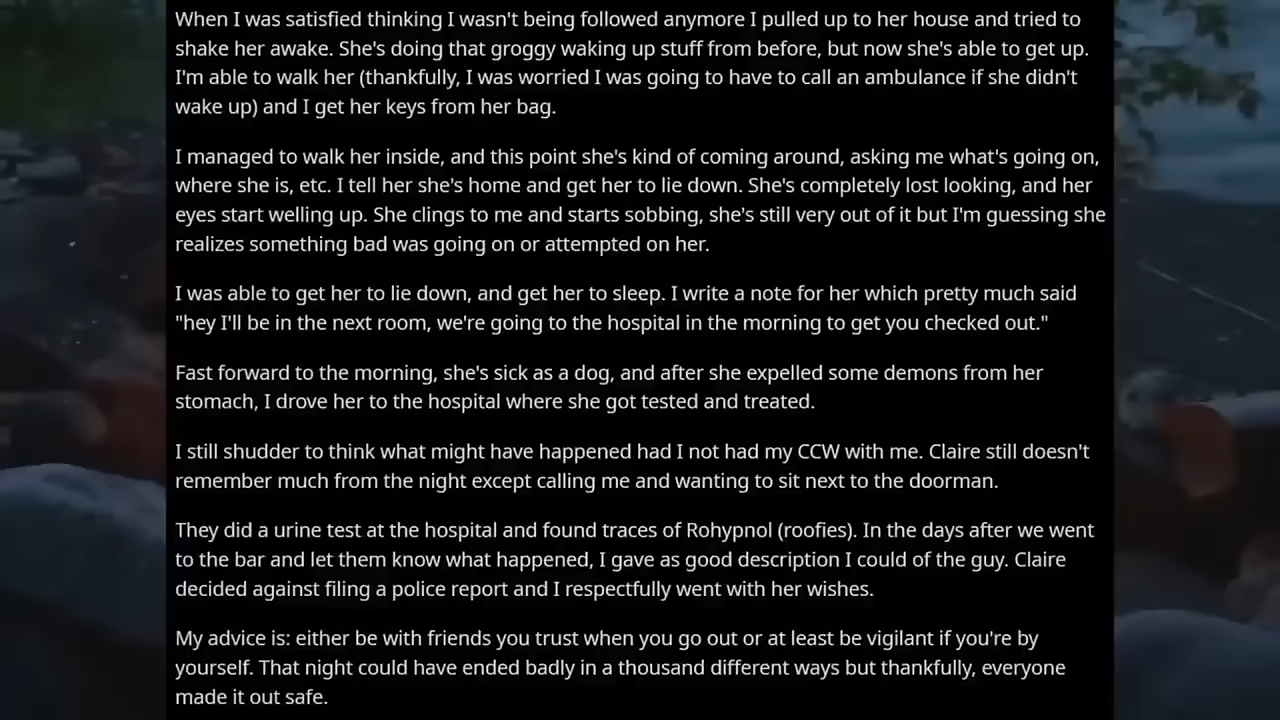 When I was satisfied thinking I wasn't being followed anymore I pulled up to her house and tried to
shake her awake. She's doing that groggy waking up stuff from before, but now she's able to get up.
I'm able to walk her (thankfully, I was worried I was going to have to call an ambulance if she didn't
wake up) and I get her keys from her bag.
I managed to walk her inside, and this point she's kind of coming around, asking me what's going on,
where she is, etc. I tell her she's home and get her to lie down. She's completely lost looking, and her
eyes start welling up. She clings to me and starts sobbing, she's still very out of it but I'm guessing she
realizes something bad was going on or attempted on her.
I was able to get her to lie down, and get her to sleep. I write a note for her which pretty much said
"hey I'll be in the next room, we're going to the hospital in the morning to get you checked out."
Fast forward to the morning, she's sick as a dog, and after she expelled some demons from her
stomach, I drove her to the hospital where she got tested and treated.
I still shudder to think what might have happened had I not had my CCW with me. Claire still doesn't
remember much from the night except calling me and wanting to sit next to the doorman.
They did a urine test at the hospital and found traces of Rohypnol (roofies). In the days after we went
to the bar and let them know what happened, I gave as good description I could of the guy. Claire
decided against filing a police report and I respectfully went with her wishes.
My advice is: either be with friends you trust when you go out or at least be vigilant if you're by
yourself. That night could have ended badly in a thousand different ways but thankfully, everyone
made it out safe.